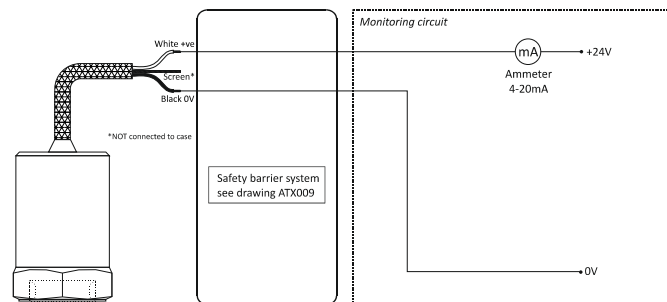 Monitoring circuit
White +ve
mA
+24V
Screen*
Ammeter
4-20mA
Black 0V
*NOT connected to case
Safety barrier system
see drawing ATX009
0V